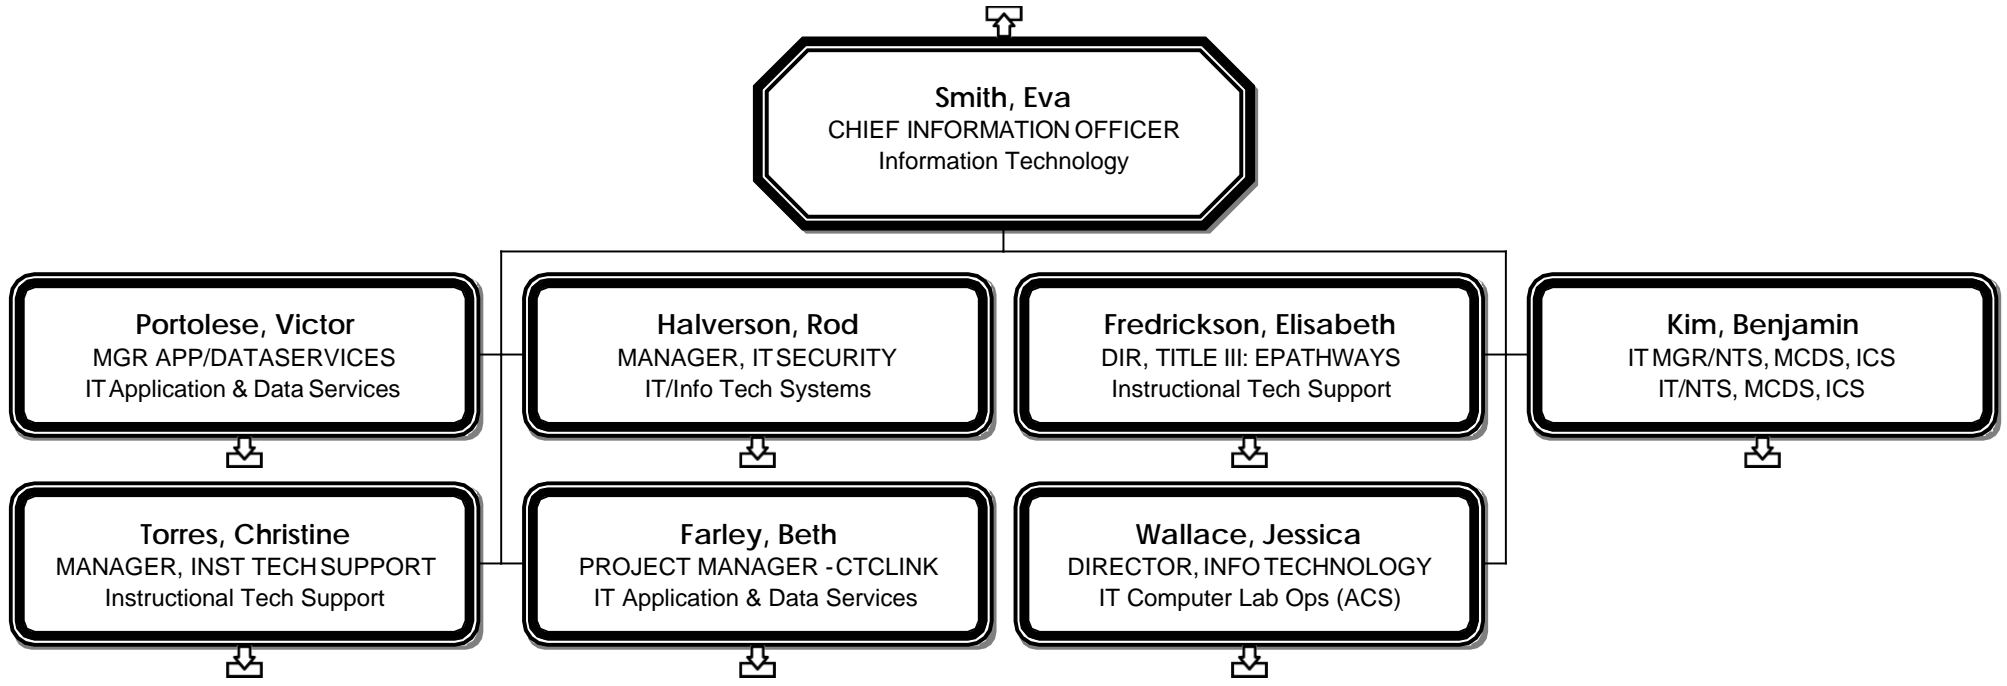 Smith, Eva
CHIEF INFORMATION OFFICER
Information Technology
Portolese, Victor
MGR APP/DATASERVICES
IT Application & Data Services
Halverson, Rod
MANAGER, IT SECURITY
IT/Info Tech Systems
Fredrickson, Elisabeth
DIR, TITLE III: EPATHWAYS
Instructional Tech Support
Kim, Benjamin
IT MGR/NTS, MCDS, ICS
IT/NTS, MCDS, ICS
Torres, Christine
MANAGER, INST TECH SUPPORT
Instructional Tech Support
Farley, Beth
PROJECT MANAGER -CTCLINK
IT Application & Data Services
Wallace, Jessica
DIRECTOR, INFO TECHNOLOGY
IT Computer Lab Ops (ACS)